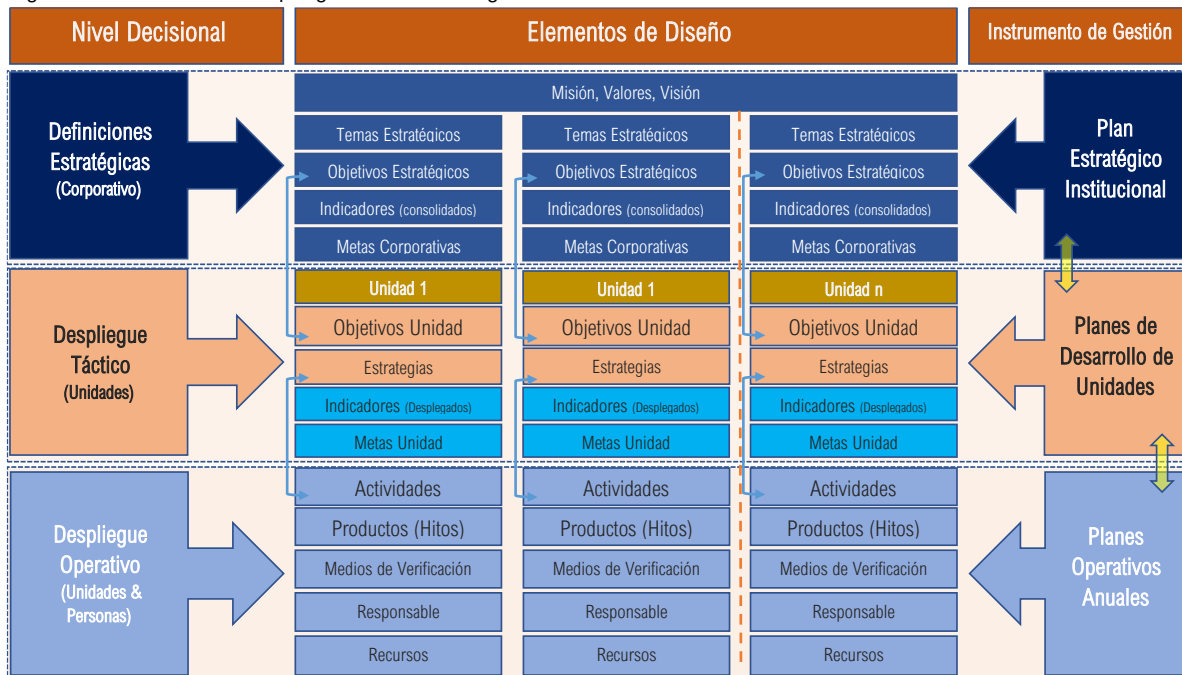 Nivel Decisional
Elementos de Diseño
Instrumento de Gestión
Definiciones
Estratégicas
(Corporativo)
Misión, Valores, Visión
Temas Estratégicos
Temas Estratégicos
Temas Estratégicos
Objetivos Estratégicos
Objetivos Estratégicos
Objetivos Estratégicos
Indicadores (consolidados)
Indicadores (consolidados)
Indicadores (consolidados)
Metas Corporativas
Metas Corporativas
Metas Corporativas
Plan
Estratégico
Institucional
Despliegue
Táctico
(Unidades)
Unidad 1
Unidad 1
Unidad n
Objetivos Unidad
Objetivos Unidad
Objetivos Unidad
Estrategias
Estrategias
Estrategias
Indicadores (Desplegados)
Indicadores (Desplegados)
Indicadores (Desplegados)
Metas Unidad
Metas Unidad
Metas Unidad
Planes de
Desarrollo de
Unidades
Despliegue
Operativo
(Unidades &
Personas)
Actividades
Actividades
Actividades
Productos (Hitos)
Productos (Hitos)
Productos (Hitos)
Medios de Verificación
Medios de Verificación
Medios de Verificación
Responsable
Responsable
Responsable
Recursos
Recursos
Recursos
Planes
Operativos
Anuales